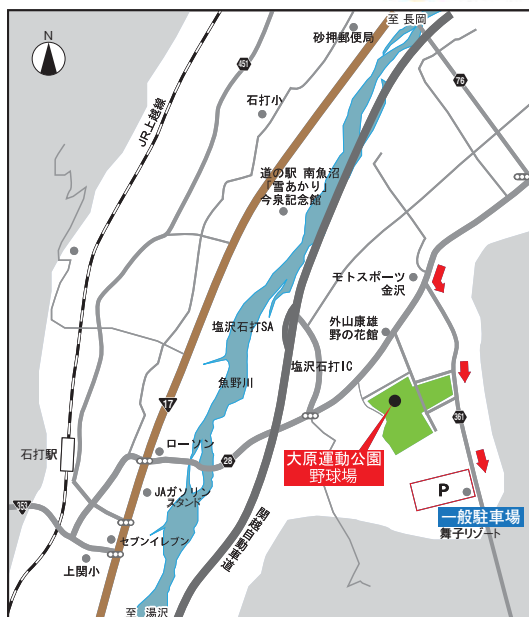 至 長岡
砂押郵便局
N
451
76
JR上越線
石打小
道の駅 南魚沼
「雪あかり」
今泉記念館
モトスポーツ
金沢
塩沢石打SA
外山康雄
野の花館
塩沢石打IC
魚野川
17
361
石打駅
ローソン
28
大原運動公園
野球場
JAガソリン
スタンド
P
353
関越自動車道
一般駐車場
舞子リゾート
セブンイレブン
上関小
至 湯沢